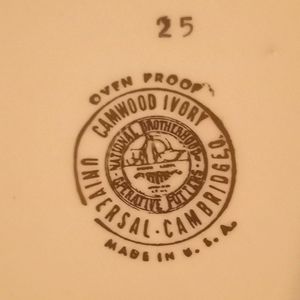 25
OVEN PROOF
CAMWOOD IVORY
UNIVERSAL · CAMBRIDGE
NATIONAL BROTHERHOOD
OPERATIVE POTTERS
MADE IN U. S. A.